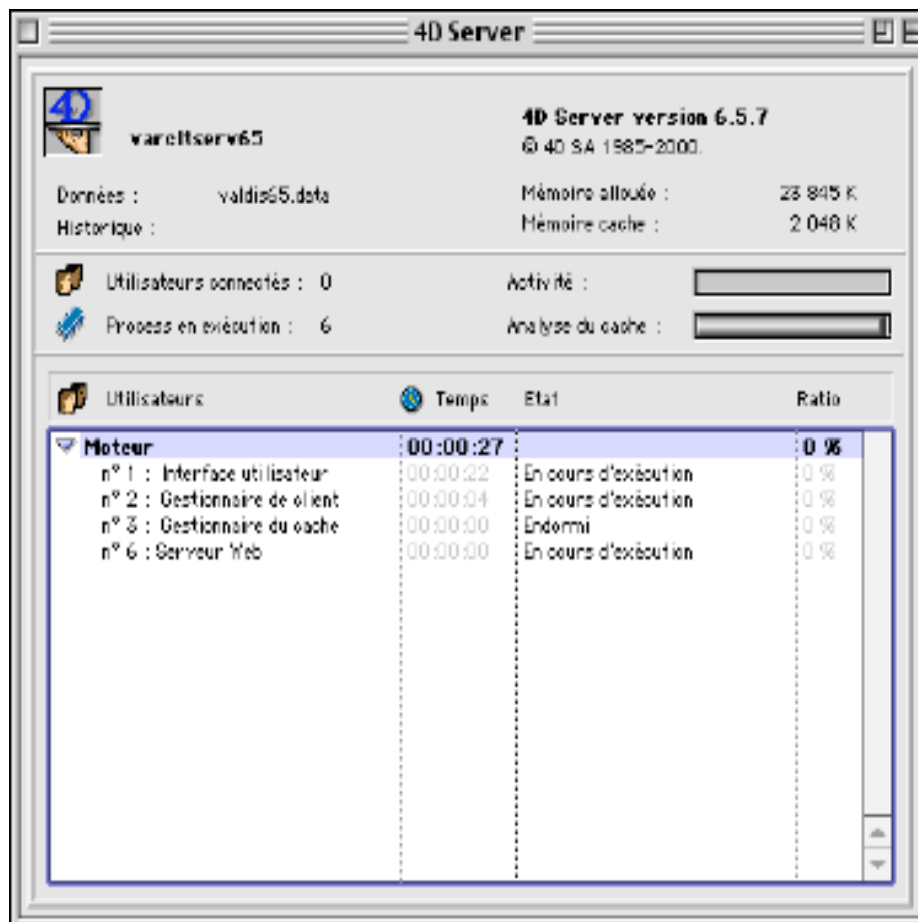 4D Server
4D
varcltserv65
4D Server version 6.5.7
© 4D SA 1985-2000.
Données : valdis65.data
Mémoire allouée : 23 845 K
Historique :
Mémoire cache : 2 048 K
Utilisateurs connectés : 0
Activité :
Process en exécution : 6
Analyse du cache :
Utilisateurs Temps Etat Ratio
Moteur 00:00:27 0 %
n° 1 : Interface utilisateur 00:00:22 En cours d'exécution 0 %
n° 2 : Gestionnaire de client 00:00:04 En cours d'exécution 0 %
n° 3 : Gestionnaire du cache 00:00:00 Endormi 0 %
n° 6 : Serveur Web 00:00:00 En cours d'exécution 0 %